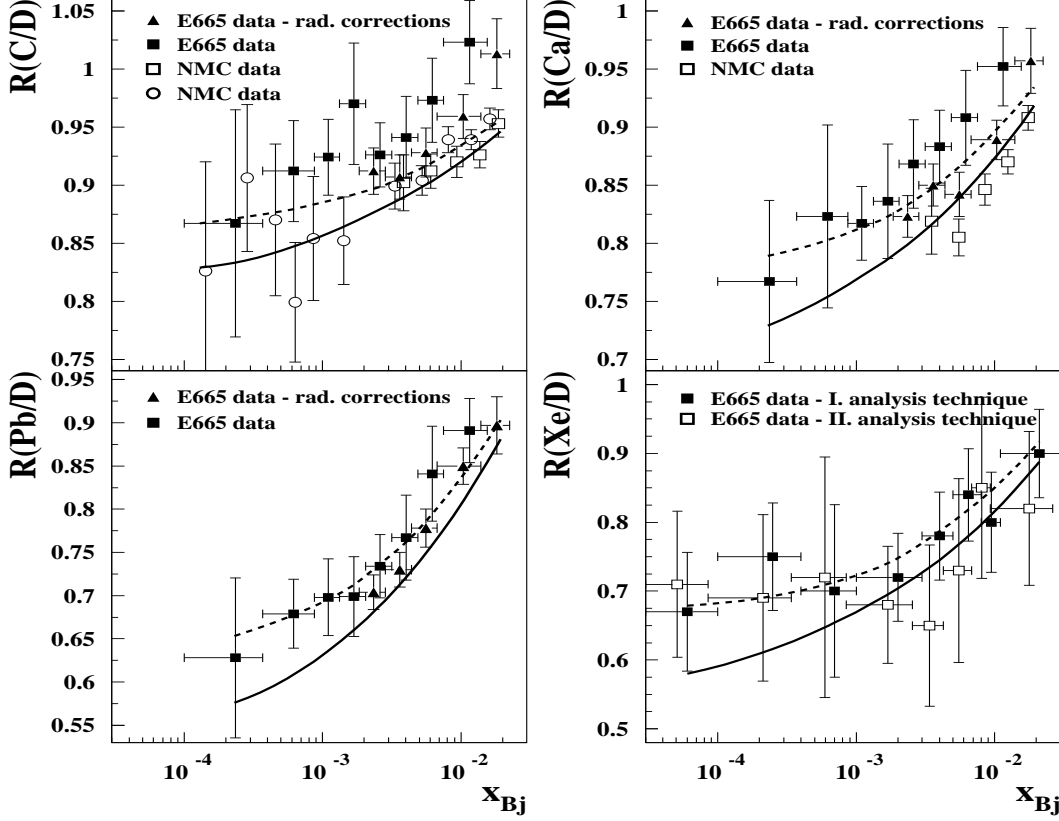 R(C/D)
1.05
1
0.95
0.9
0.85
0.8
0.75
E665 data - rad. corrections
E665 data
NMC data
NMC data
R(Ca/D)
1
0.95
0.9
0.85
0.8
0.75
0.7
E665 data - rad. corrections
E665 data
NMC data
R(Pb/D)
0.95
0.9
0.85
0.8
0.75
0.7
0.65
0.6
0.55
E665 data - rad. corrections
E665 data
10 -4
10 -3
10 -2
xBj
R(Xe/D)
1
0.9
0.8
0.7
0.6
0.5
E665 data - I. analysis technique
E665 data - II. analysis technique
10 -4
10 -3
10 -2
xBj